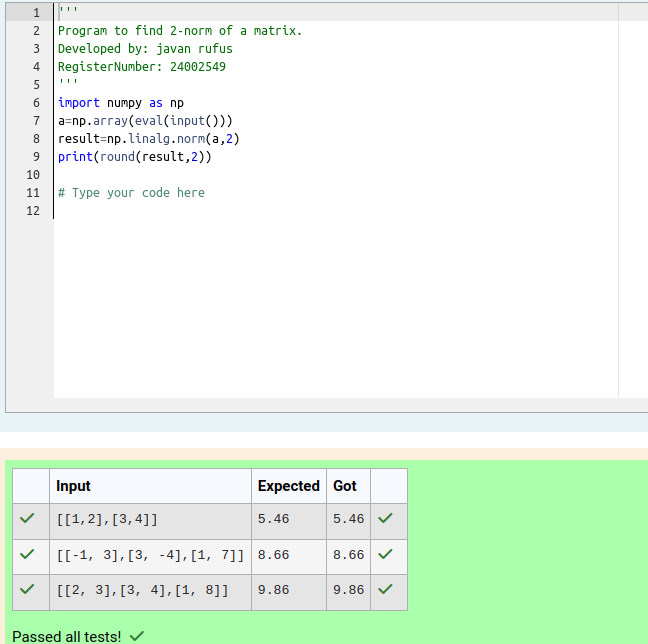 1 '''
2 Program to find 2-norm of a matrix.
3 Developed by: javan rufus
4 RegisterNumber: 24002549
5 '''
6 import numpy as np
7 a=np.array(eval(input()))
8 result=np.linalg.norm(a,2)
9 print(round(result,2))
10
11 # Type your code here
12
Input Expected Got
[[1,2],[3,4]] 5.46 5.46
[[-1, 3],[3, -4],[1, 7]] 8.66 8.66
[[2, 3],[3, 4],[1, 8]] 9.86 9.86
Passed all tests!